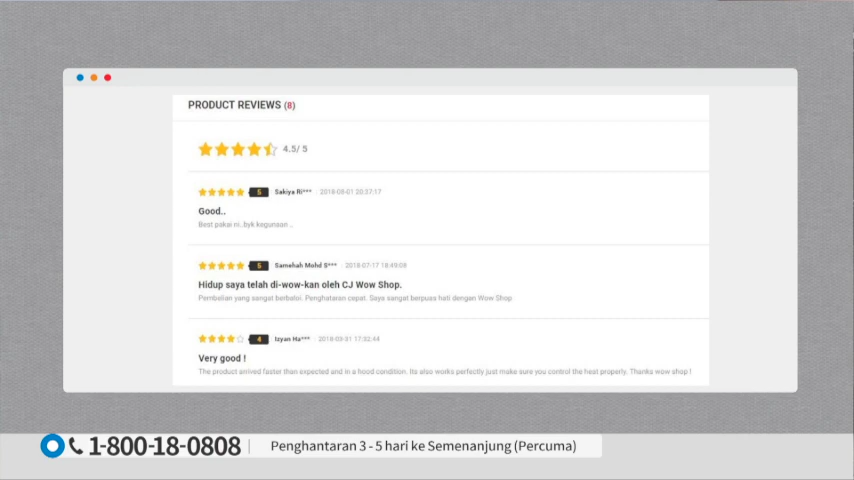 PRODUCT REVIEWS (8)
4.5/ 5
5 Sakiya Ri*** - 2018-08-01 20:37:17
Good..
Best pakai ni..byk kegunaan ..
5 Samehah Mohd S*** - 2018-07-17 18:49:08
Hidup saya telah di-wow-kan oleh CJ Wow Shop.
Pembelian yang sangat berbaloi. Penghataran cepat. Saya sangat berpuas hati dengan Wow Shop
4 Izyan Ha*** - 2018-03-31 17:32:44
Very good !
The product arrived faster than expected and in a hood condition. Its also works perfectly just make sure you control the heat properly. Thanks wow shop !
1-800-18-0808 | Penghantaran 3 - 5 hari ke Semenanjung (Percuma)